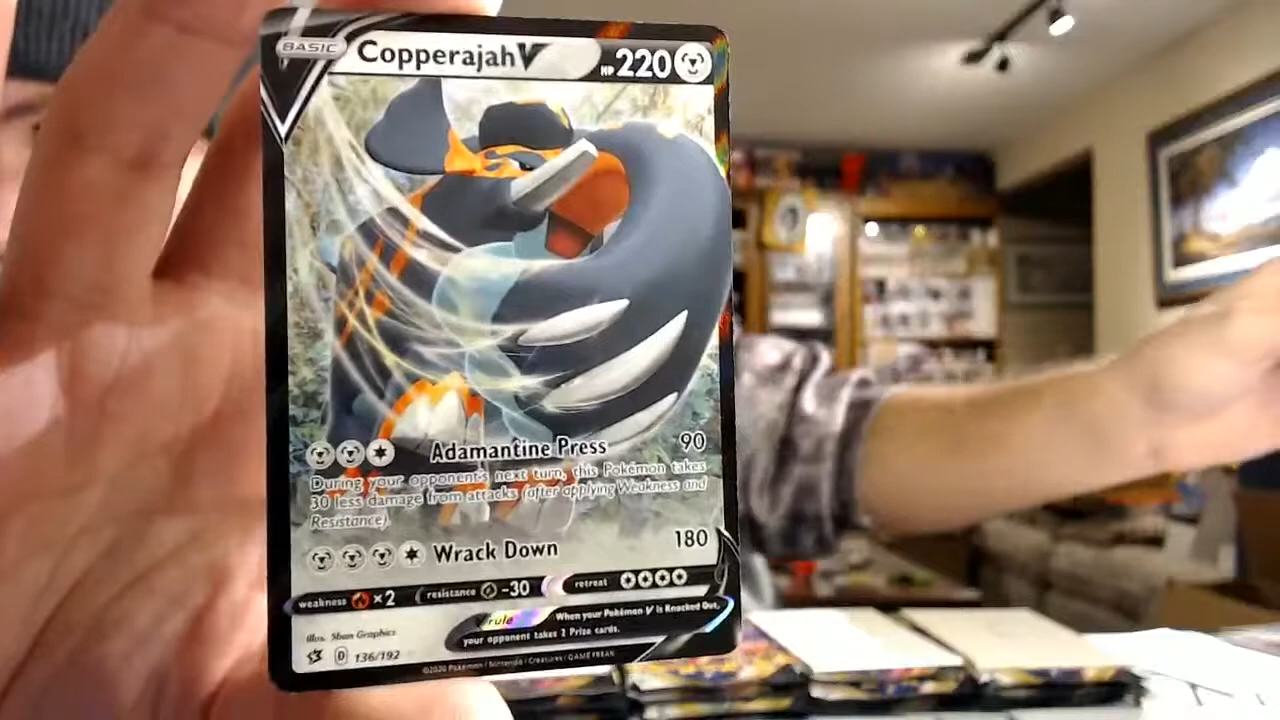 BASIC Copperajah V HP 220
Adamantine Press 90
During your opponent's next turn, this Pokémon takes
30 less damage from attacks (after applying Weakness and
Resistance).
Wrack Down 180
weakness ×2 resistance -30 retreat
V rule When your Pokémon V is Knocked Out,
your opponent takes 2 Prize cards.
Illus. 5ban Graphics
D 136/192
©2020 Pokémon / Nintendo / Creatures / GAME FREAK